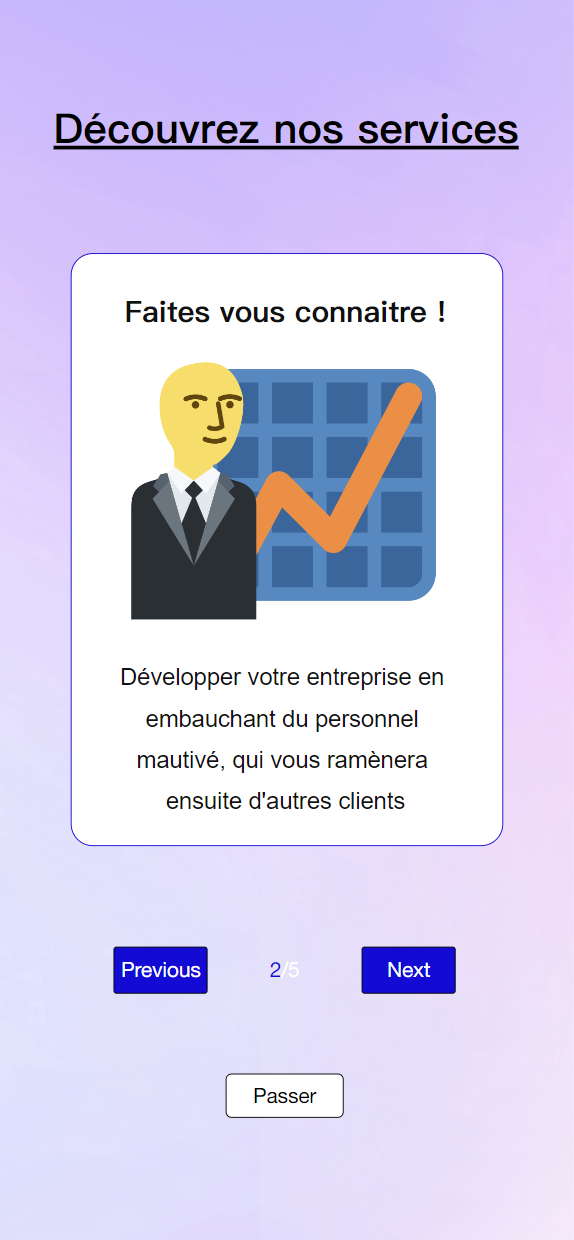 Découvrez nos services
Faites vous connaitre !
Développer votre entreprise en
embauchant du personnel
mautivé, qui vous ramènera
ensuite d'autres clients
Previous 2/5 Next
Passer